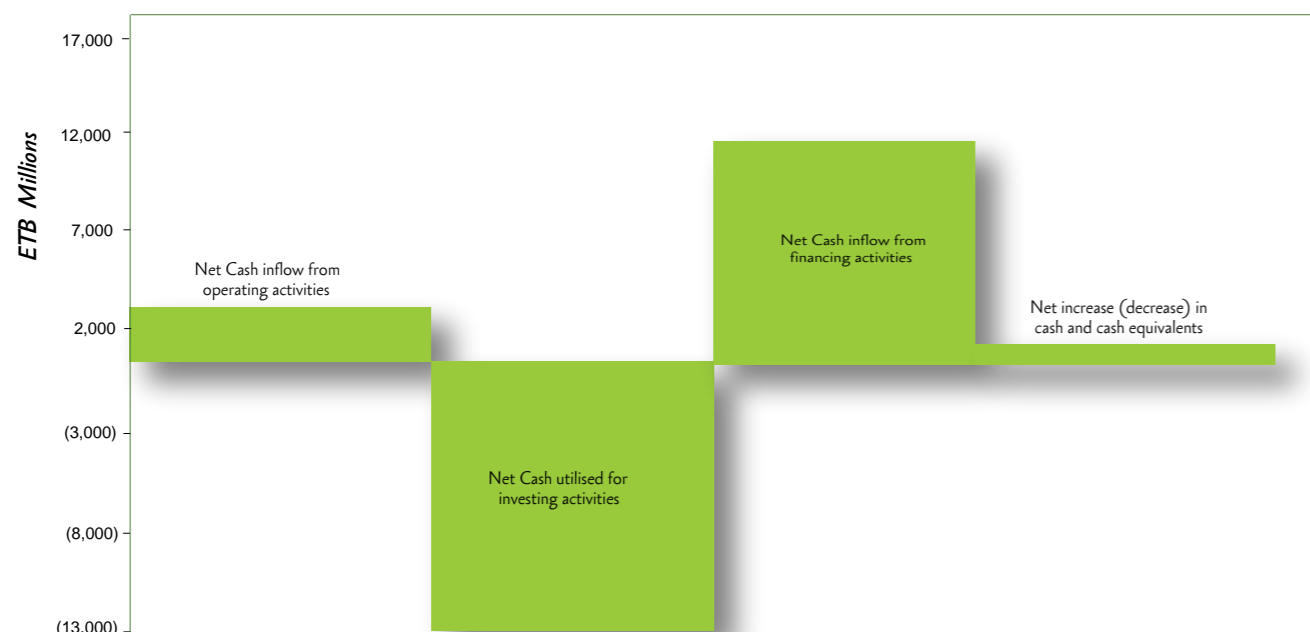 17,000
12,000
ETB Millions
7,000
Net Cash inflow from
financing activities
Net Cash inflow from
operating activities
Net increase (decrease) in
cash and cash equivalents
2,000
(3,000)
Net Cash utilised for
investing activities
(8,000)
(13,000)